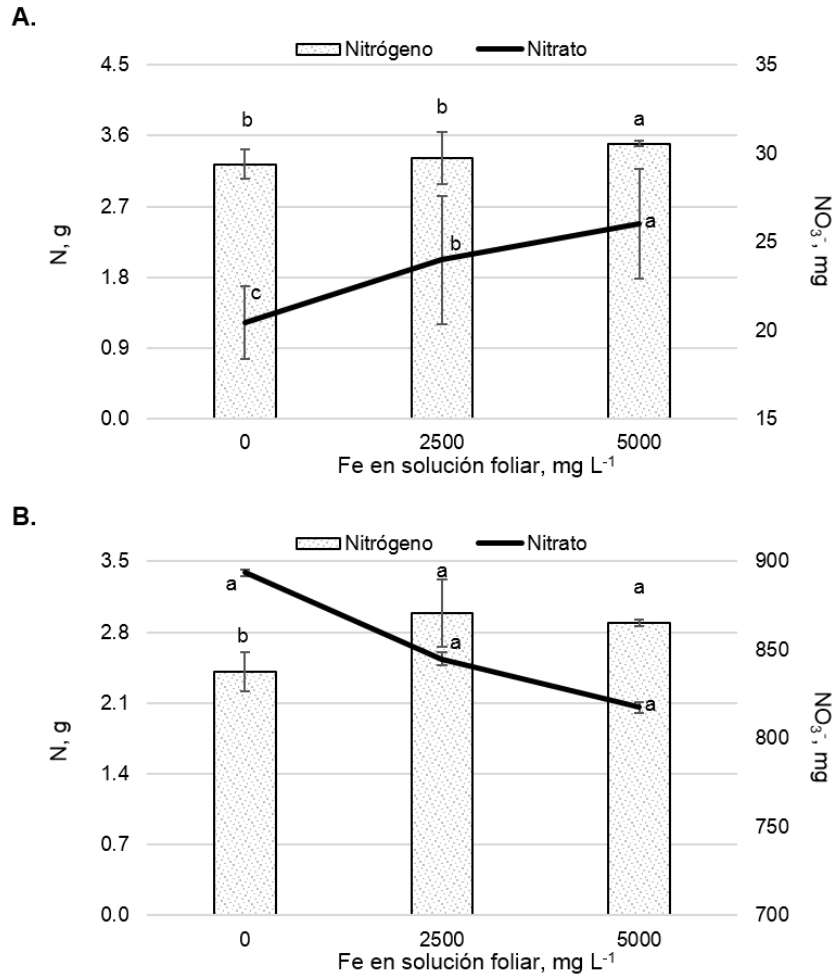 A.
Nitrógeno Nitrato
4.5 35
b b a
3.6
30
2.7
a
b 25
N, g NO₃⁻, mg
1.8
c
20
0.9
0.0 15
0 2500 5000
Fe en solución foliar, mg L⁻¹
B.
Nitrógeno Nitrato
3.5 900
a a a
2.8 850
b a
2.1
a
N, g NO₃⁻, mg
800
1.4
750
0.7
0.0 700
0 2500 5000
Fe en solución foliar, mg L⁻¹